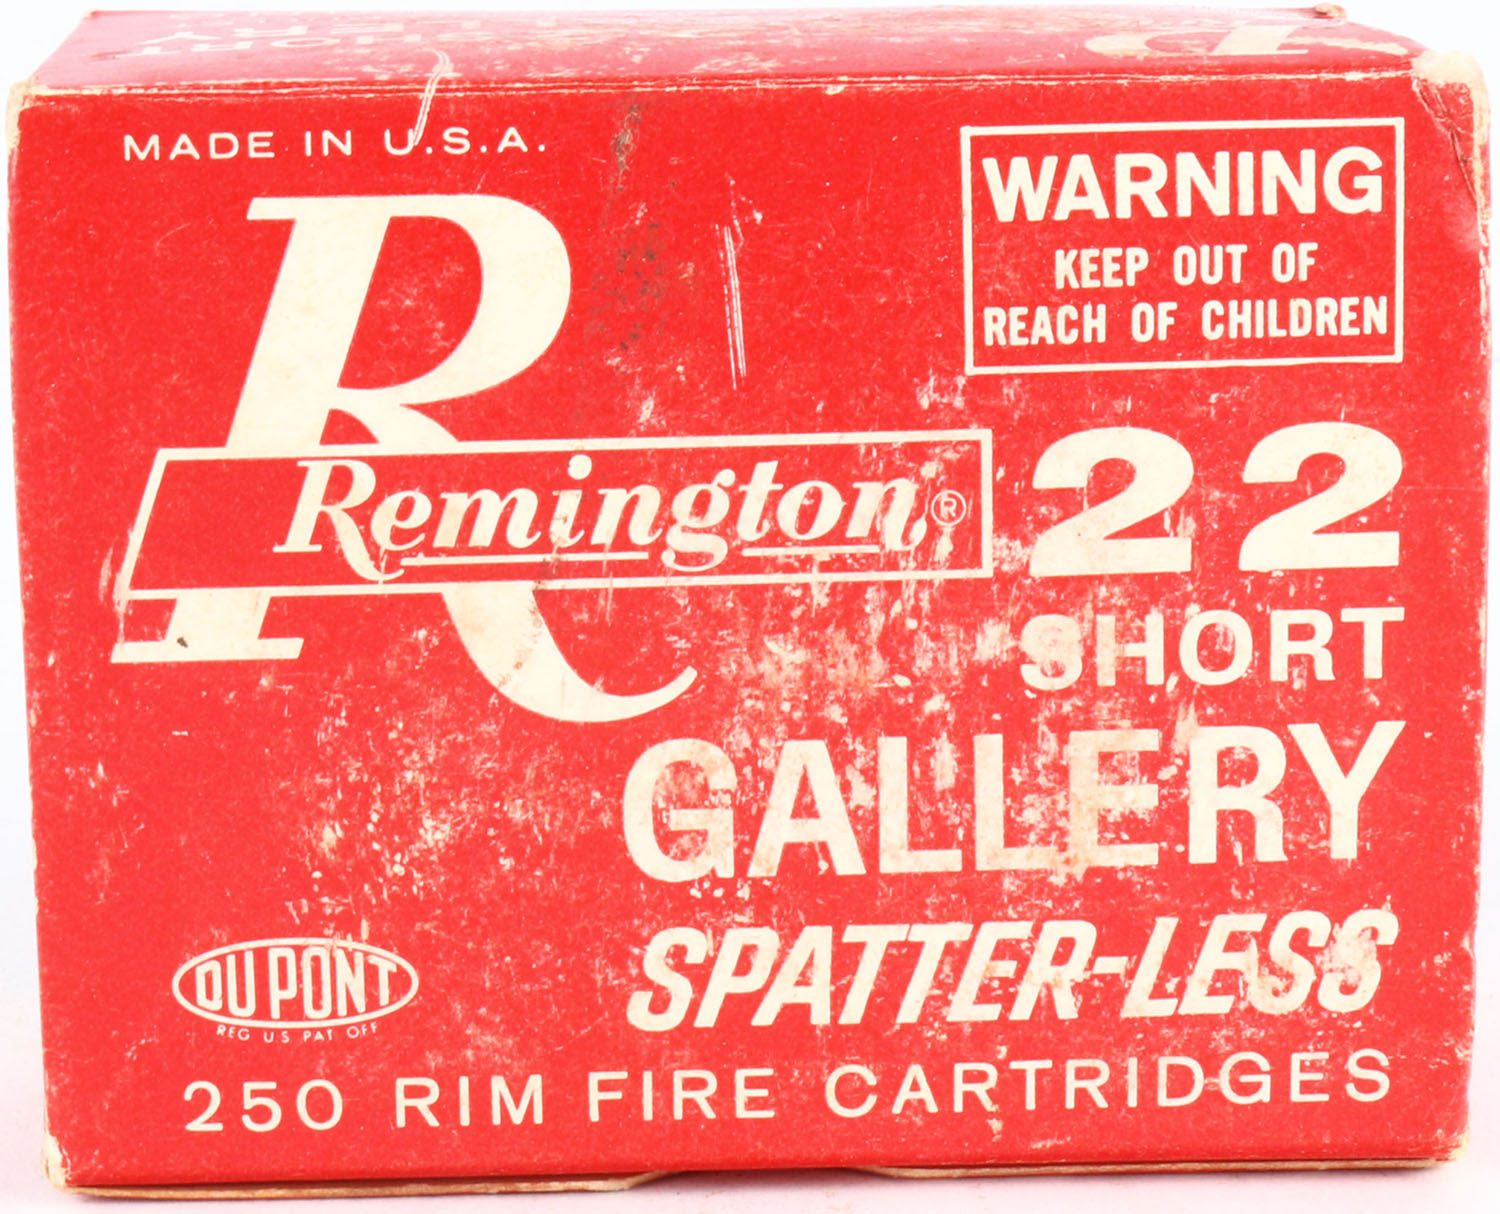 MADE IN U.S.A.
WARNING
KEEP OUT OF
REACH OF CHILDREN
R
Remington®
22
SHORT
GALLERY
SPATTER-LESS
DU PONT
REG US PAT OFF
250 RIM FIRE CARTRIDGES